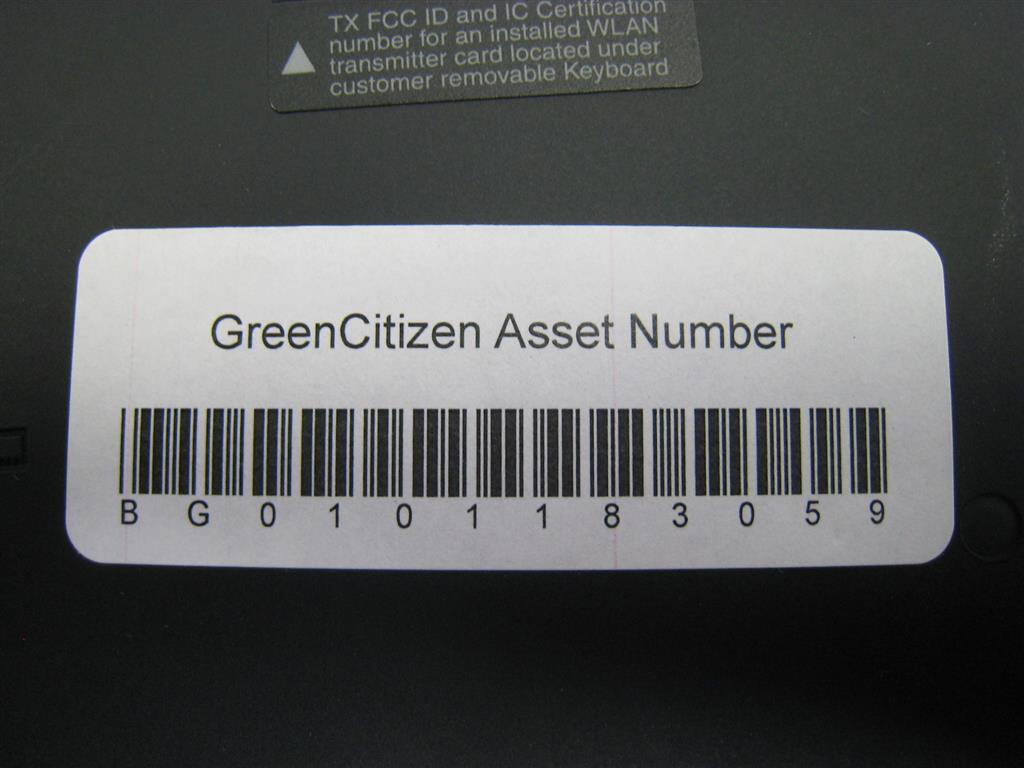 TX FCC ID and IC Certification
number for an installed WLAN
transmitter card located under
customer removable Keyboard
GreenCitizen Asset Number
B G 0 1 0 1 1 8 3 0 5 9